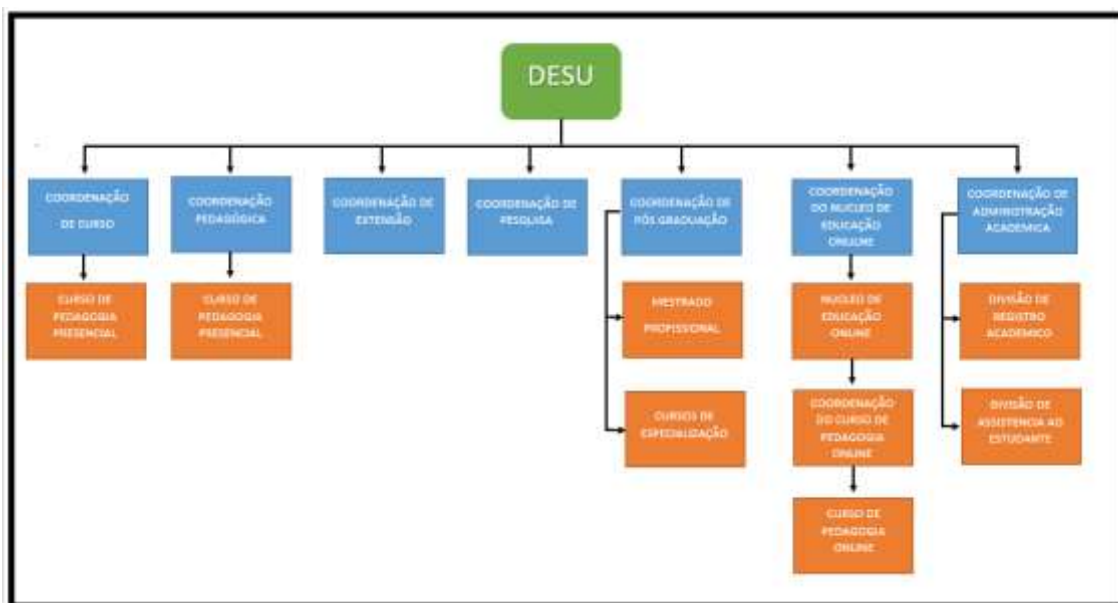 DESU
COORDENAÇÃO
DE CURSO
COORDENAÇÃO
PEDAGÓGICA
COORDENAÇÃO DE
EXTENSÃO
COORDENAÇÃO DE
PESQUISA
COORDENAÇÃO DE
PÓS GRADUAÇÃO
COORDENAÇÃO
DO NUCLEO DE
EDUCAÇÃO
ONLILNE
COORDENAÇÃO DE
ADMINISTRAÇÃO
ACADEMICA
CURSO DE
PEDAGOGIA
PRESENCIAL
CURSO DE
PEDAGOGIA
PRESENCIAL
MESTRADO
PROFISSIONAL
NUCLEO DE
EDUCAÇÃO
ONLINE
DIVISÃO DE
REGISTRO
ACADEMICO
CURSOS DE
ESPECIALIZAÇÃO
COORDENAÇÃO
DO CURSO DE
PEDAGOGIA
ONLINE
DIVISÃO DE
ASSISTENCIA AO
ESTUDANTE
CURSO DE
PEDAGOGIA
ONLINE